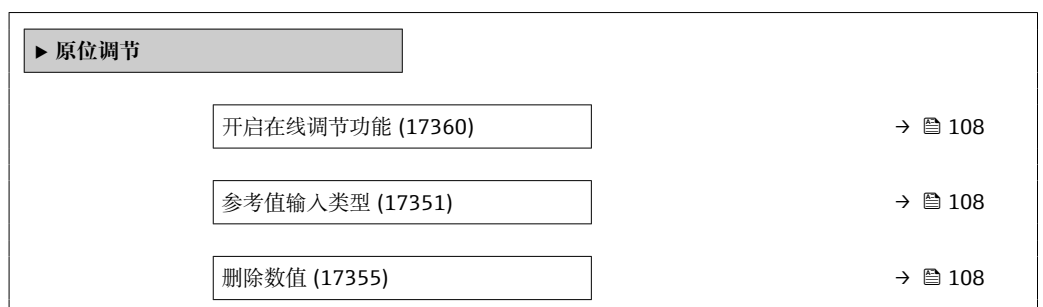 ▶ 原位调节
开启在线调节功能 (17360) → 108
参考值输入类型 (17351) → 108
删除数值 (17355) → 108